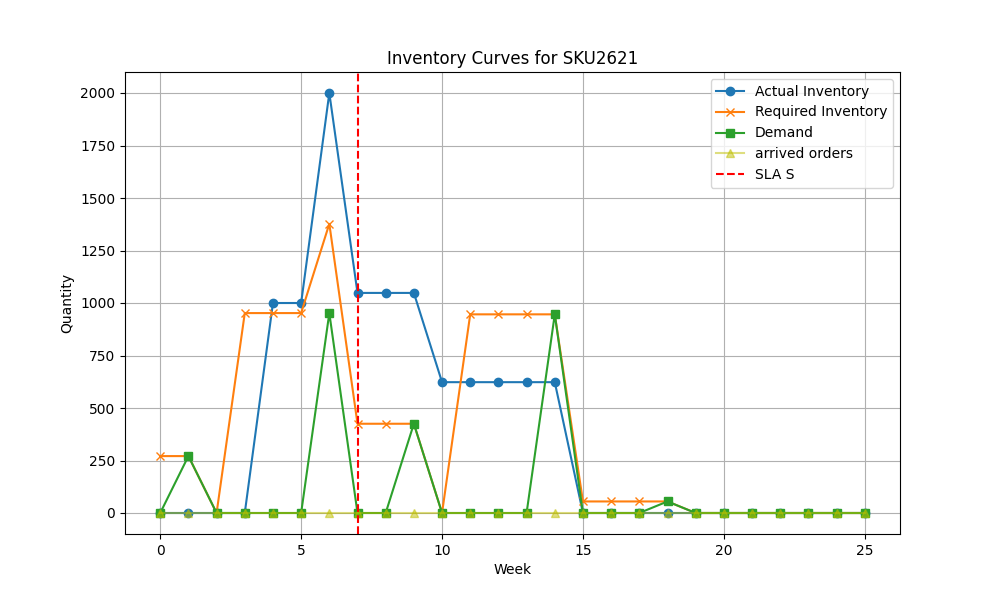 Inventory Curves for SKU2621
Actual Inventory
Required Inventory
Demand
arrived orders
SLA S
Quantity
2000
1750
1500
1250
1000
750
500
250
0
0 5 10 15 20 25
Week